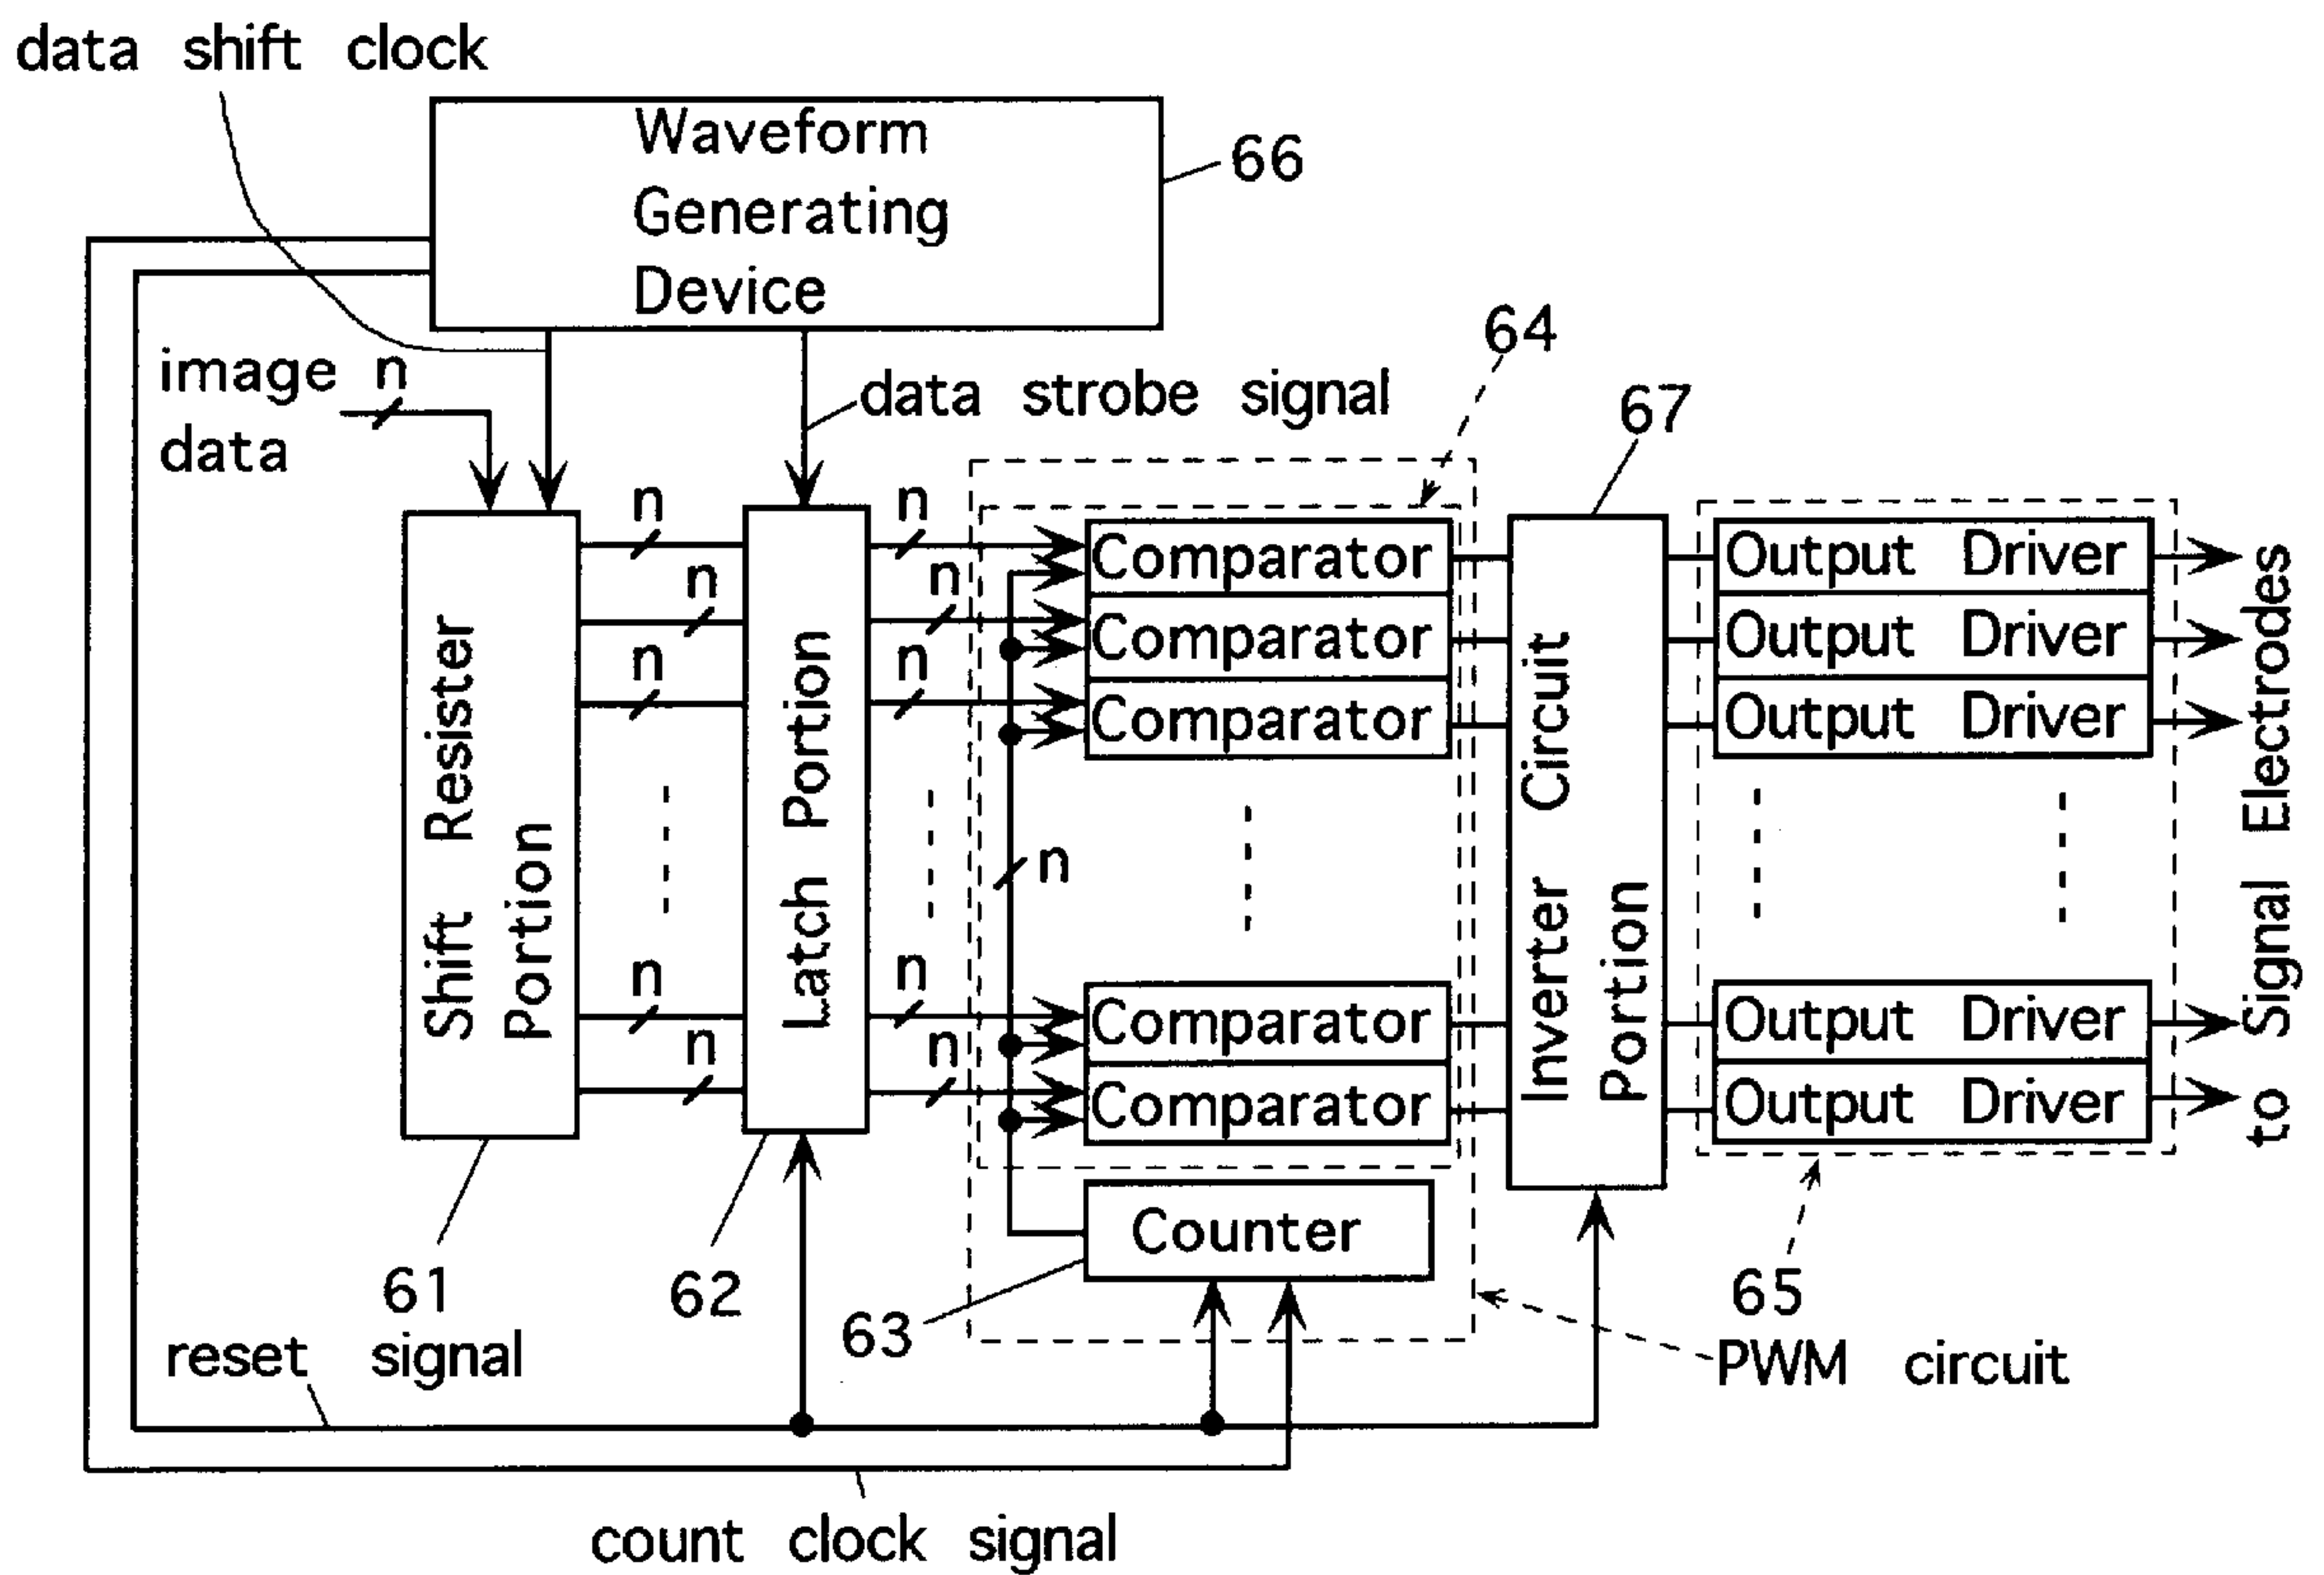 data shift clock
Waveform
Generating
Device
66
image n
data
data strobe signal
64
67
n
n
n
n
n
n
n
n
n
n
n
Shift Resister
Portion
Latch Portion
Comparator
Comparator
Comparator
Comparator
Comparator
Counter
Inverter Circuit
Portion
Output Driver
Output Driver
Output Driver
Output Driver
Output Driver
to Signal Electrodes
61
62
63
65
PWM circuit
reset signal
count clock signal